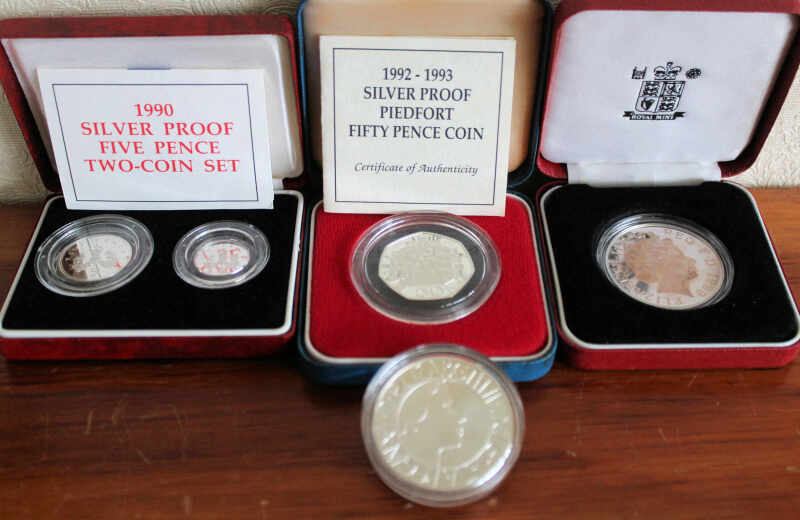 1990
SILVER PROOF
FIVE PENCE
TWO-COIN SET
1992 - 1993
SILVER PROOF
PIEDFORT
FIFTY PENCE COIN
Certificate of Authenticity
ROYAL MINT